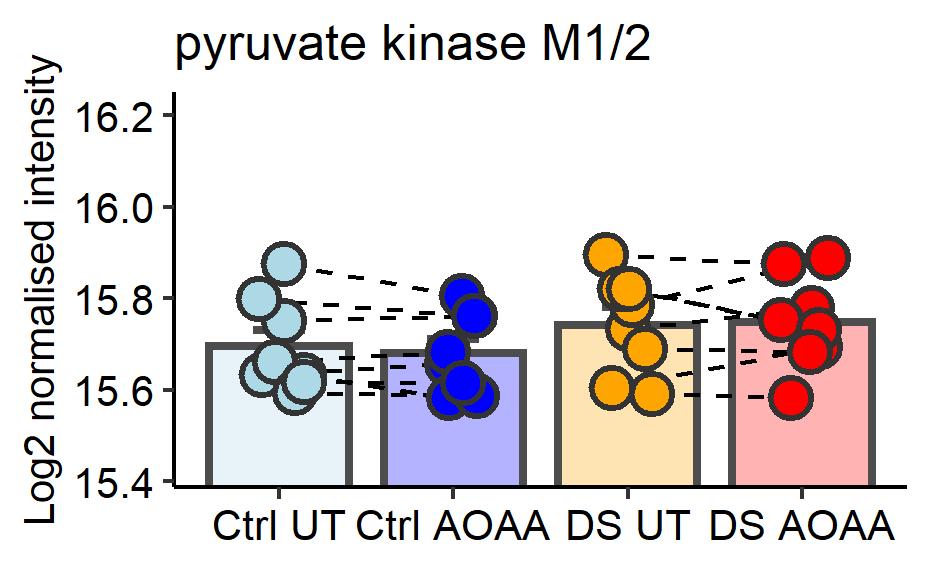 pyruvate kinase M1/2
Log2 normalised intensity
16.2
16.0
15.8
15.6
15.4
Ctrl UT Ctrl AOAA DS UT DS AOAA